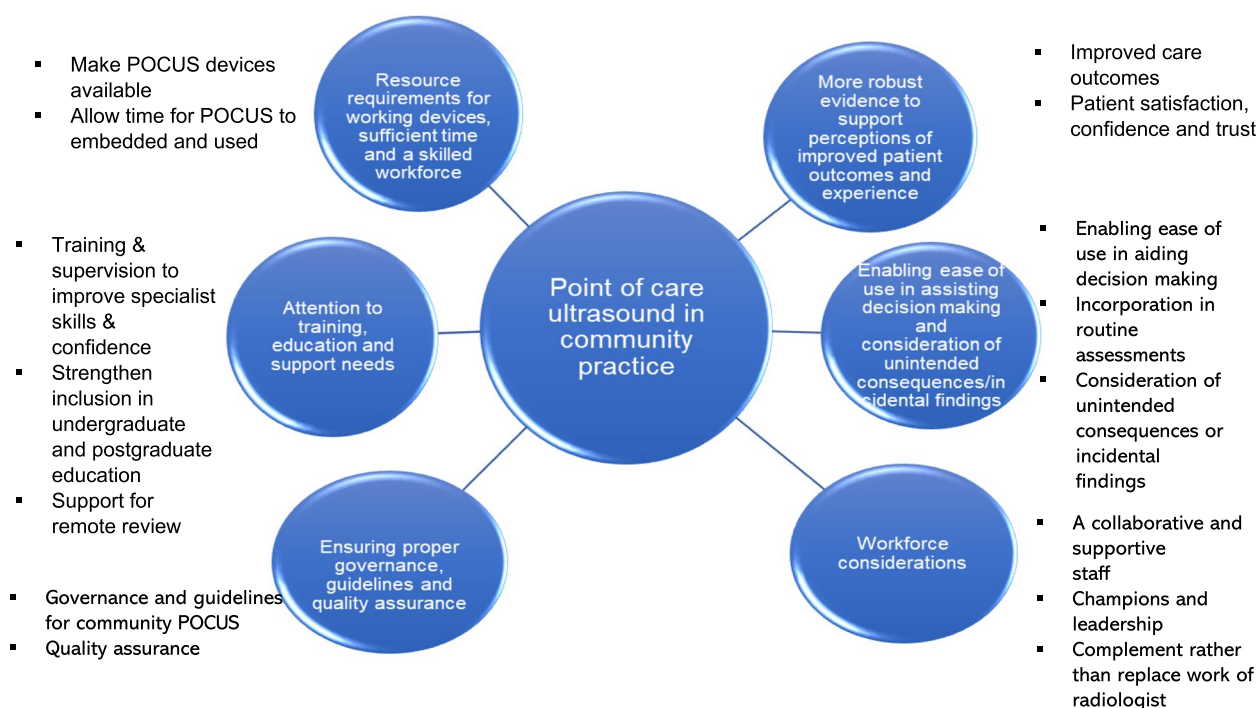 ▪ Make POCUS devices
available
▪ Allow time for POCUS to
embedded and used
Resource
requirements for
working devices,
sufficient time
and a skilled
workforce
More robust
evidence to
support
perceptions of
improved patient
outcomes and
experience
▪ Improved care
outcomes
▪ Patient satisfaction,
confidence and trust
▪ Training &
supervision to
improve specialist
skills &
confidence
▪ Strengthen
inclusion in
undergraduate
and postgraduate
education
▪ Support for
remote review
Attention to
training,
education and
support needs
Point of care
ultrasound in
community
practice
Enabling ease of
use in assisting
decision making
and
consideration of
unintended
consequences/in
cidental findings
▪ Enabling ease of
use in aiding
decision making
▪ Incorporation in
routine
assessments
▪ Consideration of
unintended
consequences or
incidental
findings
▪ Governance and guidelines
for community POCUS
▪ Quality assurance
Ensuring proper
governance,
guidelines and
quality assurance
Workforce
considerations
▪ A collaborative and
supportive
staff
▪ Champions and
leadership
▪ Complement rather
than replace work of
radiologist